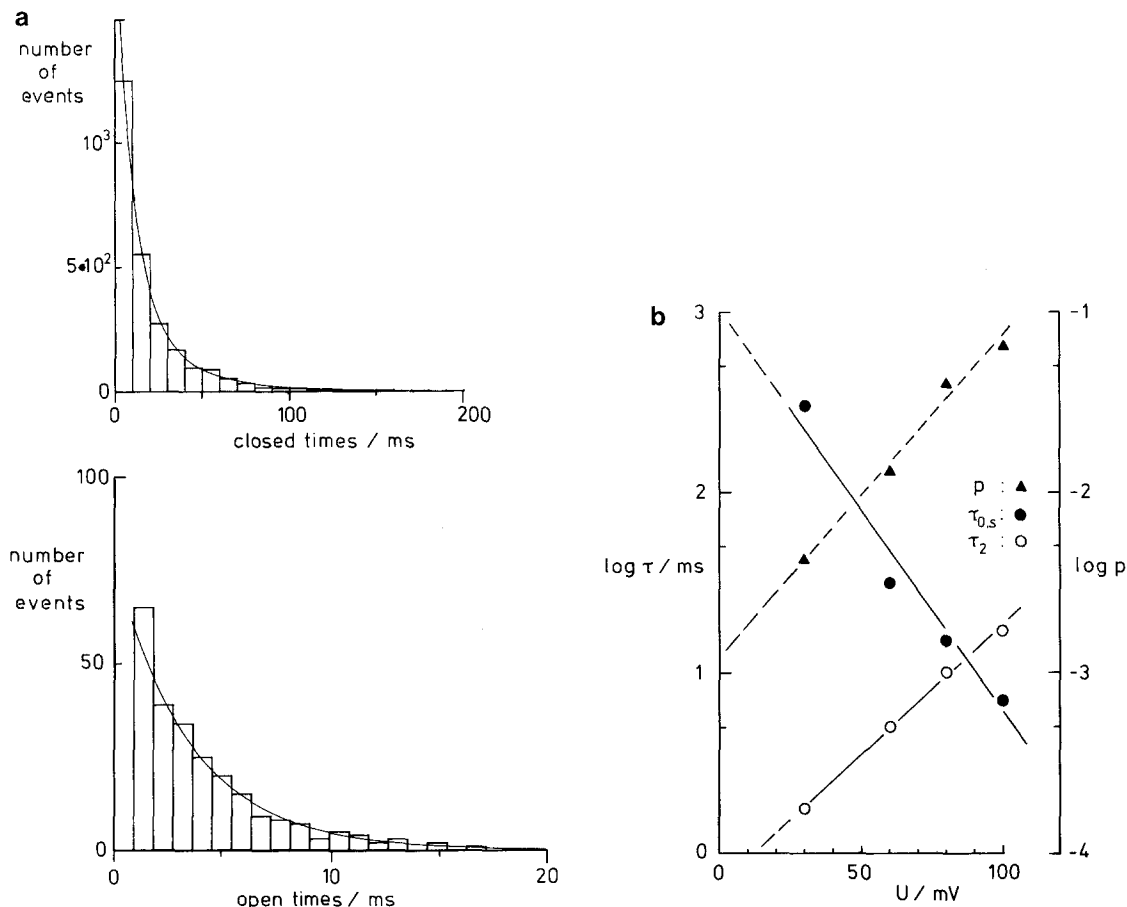 a
number
of
events
10³
5•10²
0
0
100
200
closed times / ms
100
number
of
events
50
0
0
10
20
open times / ms
b
3
2
1
0
log τ / ms
p : ▲
τ₀,ₛ : ●
τ₂ : ○
-1
-2
-3
-4
log p
0
50
100
U / mV